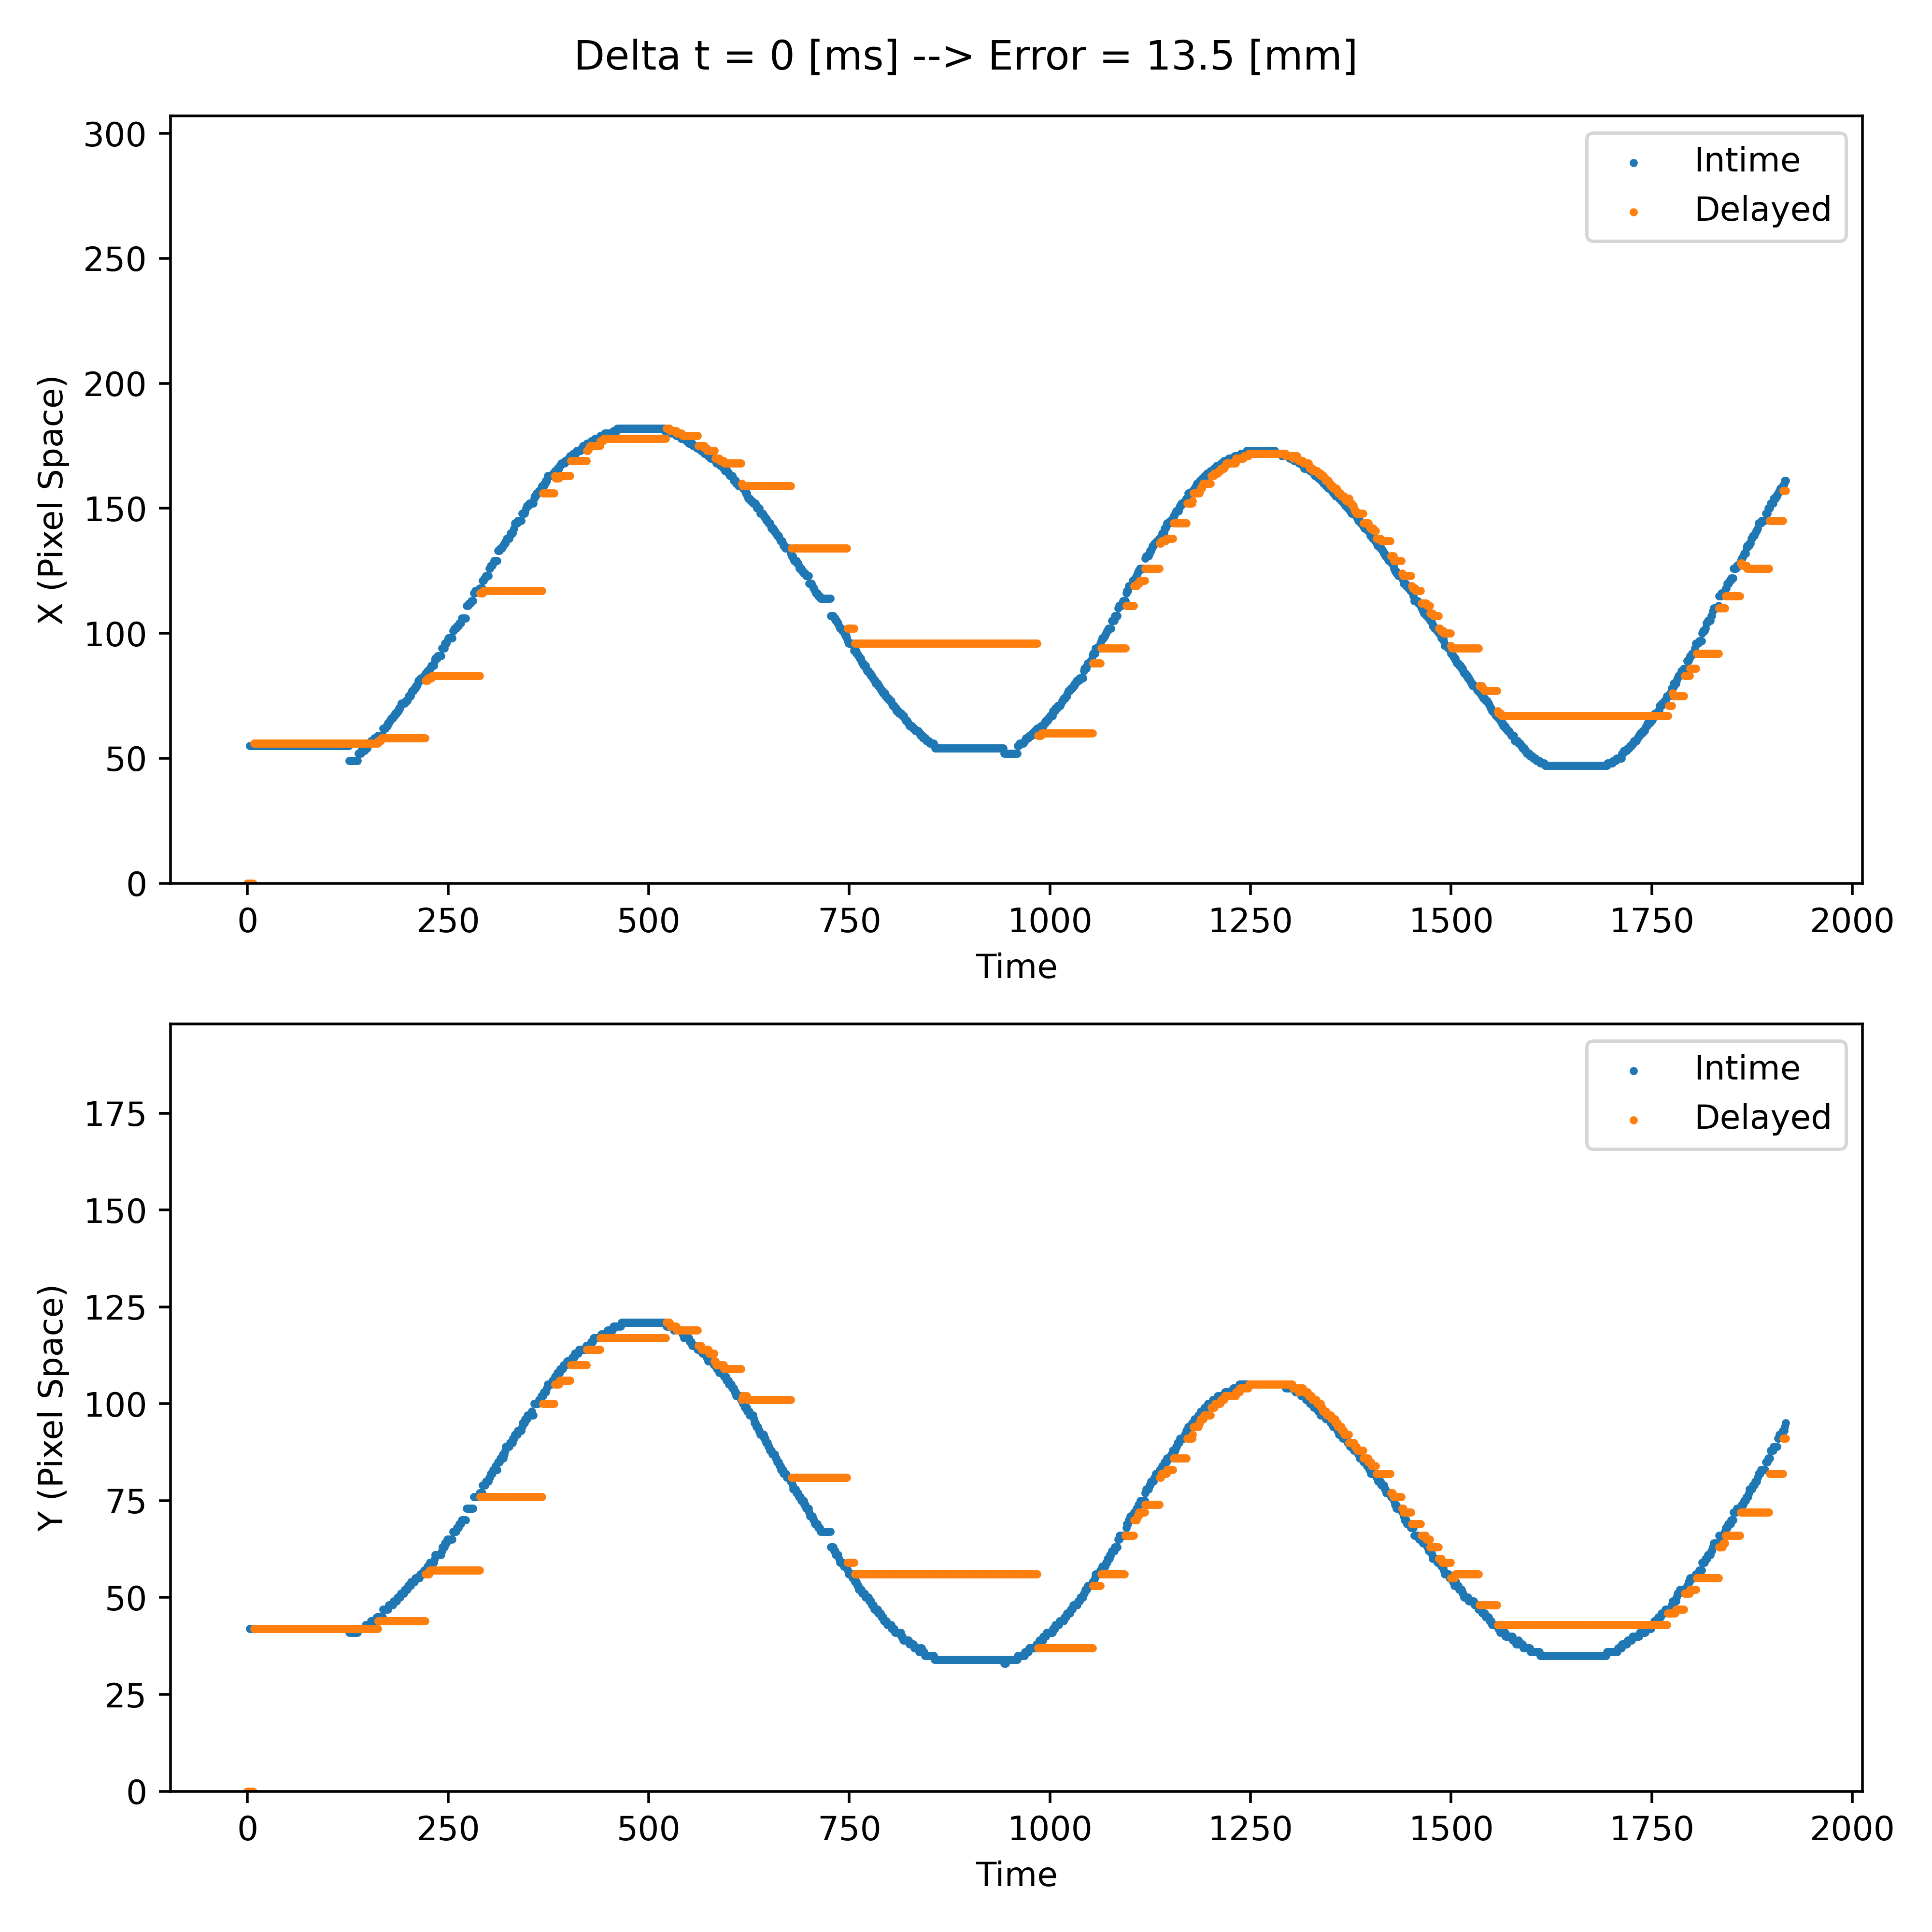 Delta t = 0 [ms] --> Error = 13.5 [mm]
300
250
200
150
100
50
0
X (Pixel Space)
Intime
Delayed
0 250 500 750 1000 1250 1500 1750 2000
Time
175
150
125
100
75
50
25
0
Y (Pixel Space)
Intime
Delayed
0 250 500 750 1000 1250 1500 1750 2000
Time